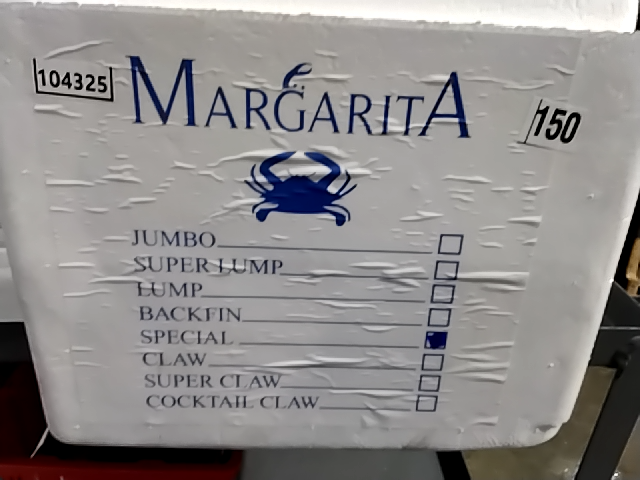 104325
MARGARITA
150
JUMBO
SUPER LUMP
LUMP
BACKFIN
SPECIAL
CLAW
SUPER CLAW
COCKTAIL CLAW